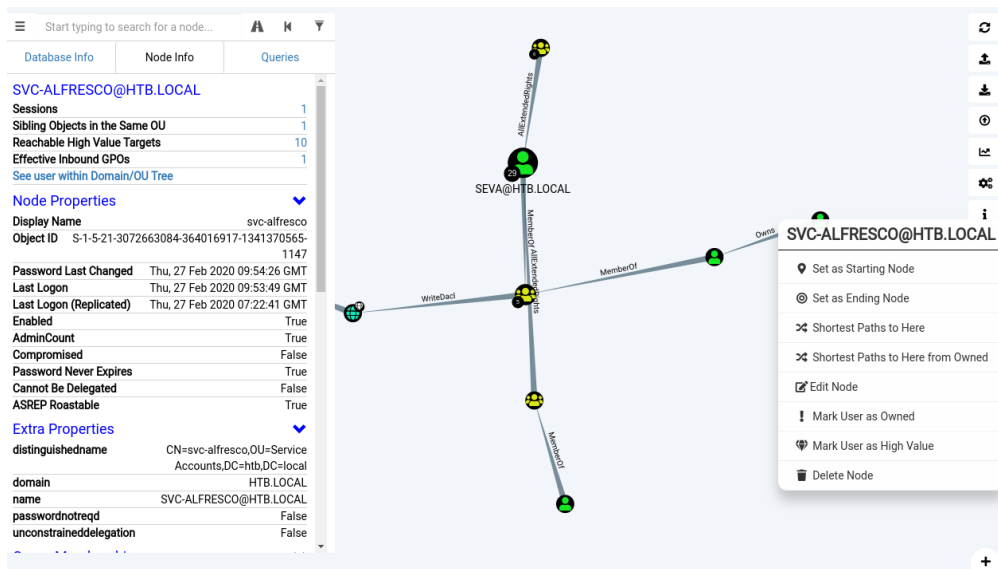 Start typing to search for a node...
Database Info
Node Info
Queries
SVC-ALFRESCO@HTB.LOCAL
Sessions 1
Sibling Objects in the Same OU 1
Reachable High Value Targets 10
Effective Inbound GPOs 1
See user within Domain/OU Tree
Node Properties
Display Name svc-alfresco
Object ID S-1-5-21-3072663084-364016917-1341370565-
1147
Password Last Changed Thu, 27 Feb 2020 09:54:26 GMT
Last Logon Thu, 27 Feb 2020 09:53:49 GMT
Last Logon (Replicated) Thu, 27 Feb 2020 07:22:41 GMT
Enabled True
AdminCount True
Compromised False
Password Never Expires True
Cannot Be Delegated False
ASREP Roastable True
Extra Properties
distinguishedname CN=svc-alfresco,OU=Service
Accounts,DC=htb,DC=local
domain HTB.LOCAL
name SVC-ALFRESCO@HTB.LOCAL
passwordnotreqd False
unconstraineddelegation False
AllExtendedRights
29
SEVA@HTB.LOCAL
MemberOf
AllExtendedRights
WriteDacl
MemberOf
Owns
MemberOf
SVC-ALFRESCO@HTB.LOCAL
Set as Starting Node
Set as Ending Node
Shortest Paths to Here
Shortest Paths to Here from Owned
Edit Node
Mark User as Owned
Mark User as High Value
Delete Node